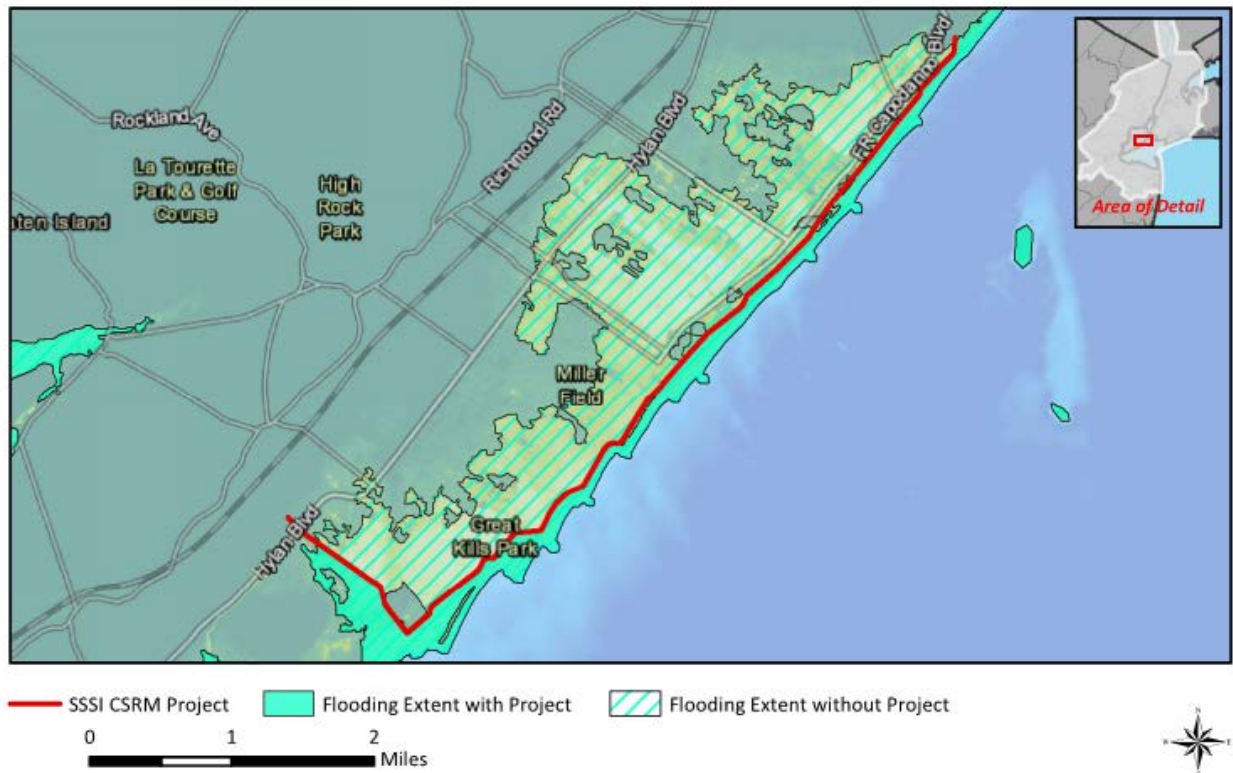 Rockland Ave
La Tourette
Park & Golf
Course
High
Rock
Park
aten Island
Richmond Rd
Hylan Blvd
FR Capodanno Blvd
Area of Detail
Miller
Field
Great
Kills Park
Hylan Blvd
SSSI CSRM Project
Flooding Extent with Project
Flooding Extent without Project
0 1 2
Miles
N
W E
S